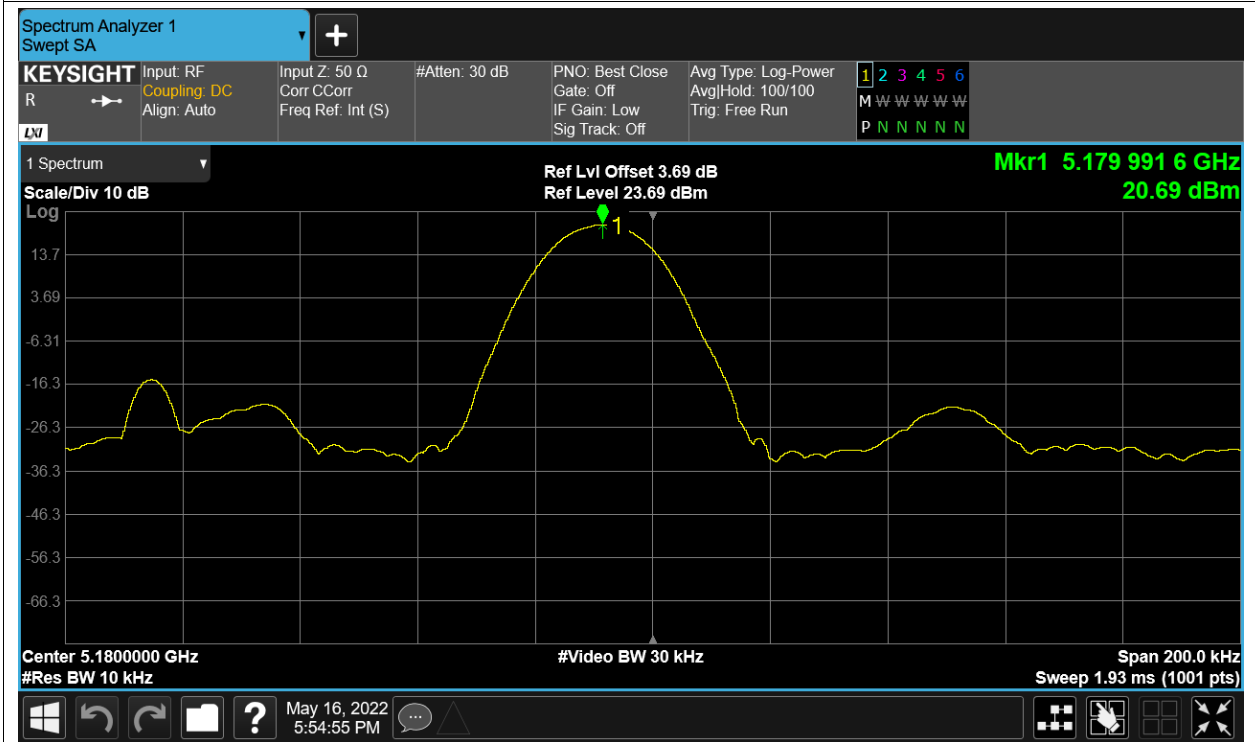 Spectrum Analyzer 1
Swept SA
+
KEYSIGHT
R
LXI
Input: RF
Coupling: DC
Align: Auto
Input Z: 50 Ω
Corr CCorr
Freq Ref: Int (S)
#Atten: 30 dB
PNO: Best Close
Gate: Off
IF Gain: Low
Sig Track: Off
Avg Type: Log-Power
Avg|Hold: 100/100
Trig: Free Run
1 2 3 4 5 6
M W W W W W
P N N N N N
1 Spectrum
Scale/Div 10 dB
Log
Ref Lvl Offset 3.69 dB
Ref Level 23.69 dBm
Mkr1 5.179 991 6 GHz
20.69 dBm
1
13.7
3.69
-6.31
-16.3
-26.3
-36.3
-46.3
-56.3
-66.3
Center 5.1800000 GHz
#Res BW 10 kHz
#Video BW 30 kHz
Span 200.0 kHz
Sweep 1.93 ms (1001 pts)
?
May 16, 2022
5:54:55 PM